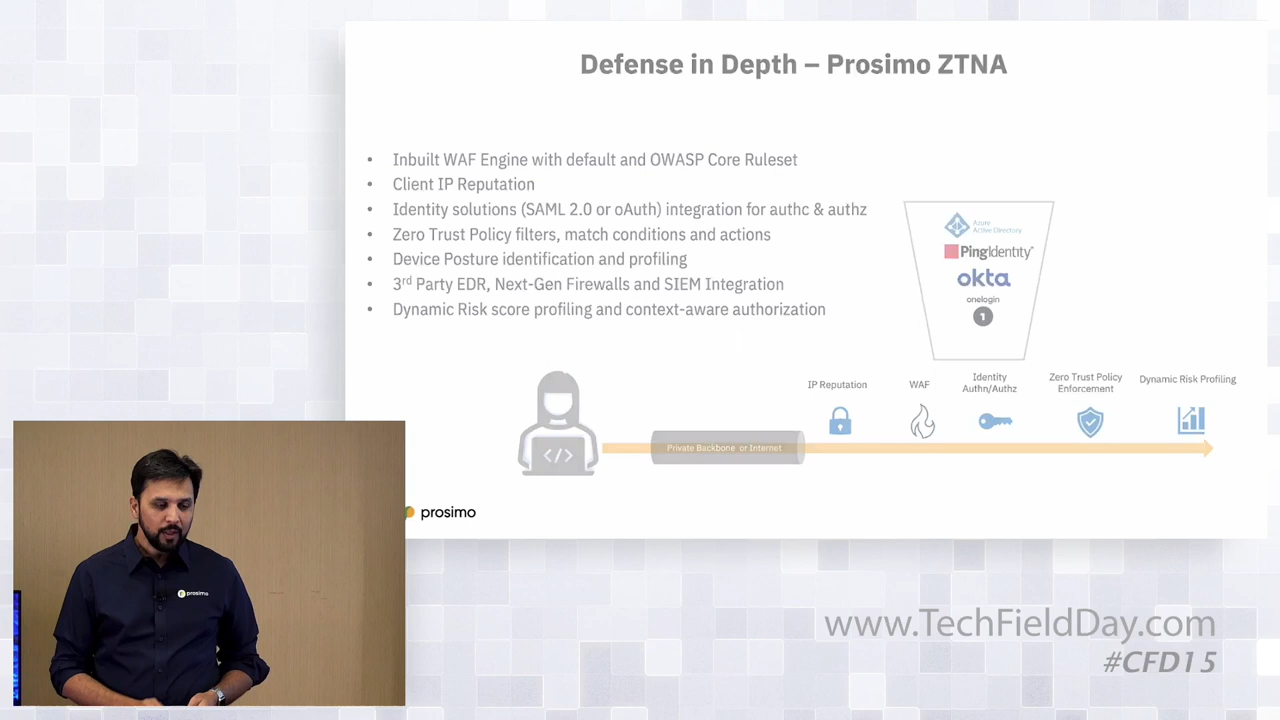 Defense in Depth – Prosimo ZTNA
• Inbuilt WAF Engine with default and OWASP Core Ruleset
• Client IP Reputation
• Identity solutions (SAML 2.0 or oAuth) integration for authc & authz
• Zero Trust Policy filters, match conditions and actions
• Device Posture identification and profiling
• 3rd Party EDR, Next-Gen Firewalls and SIEM Integration
• Dynamic Risk score profiling and context-aware authorization
Azure
Active Directory
PingIdentity
okta
onelogin
1
IP Reputation
WAF
Identity
Authn/Authz
Zero Trust Policy
Enforcement
Dynamic Risk Profiling
</>
Private Backbone or Internet
prosimo
prosimo
www.TechFieldDay.com
#CFD15